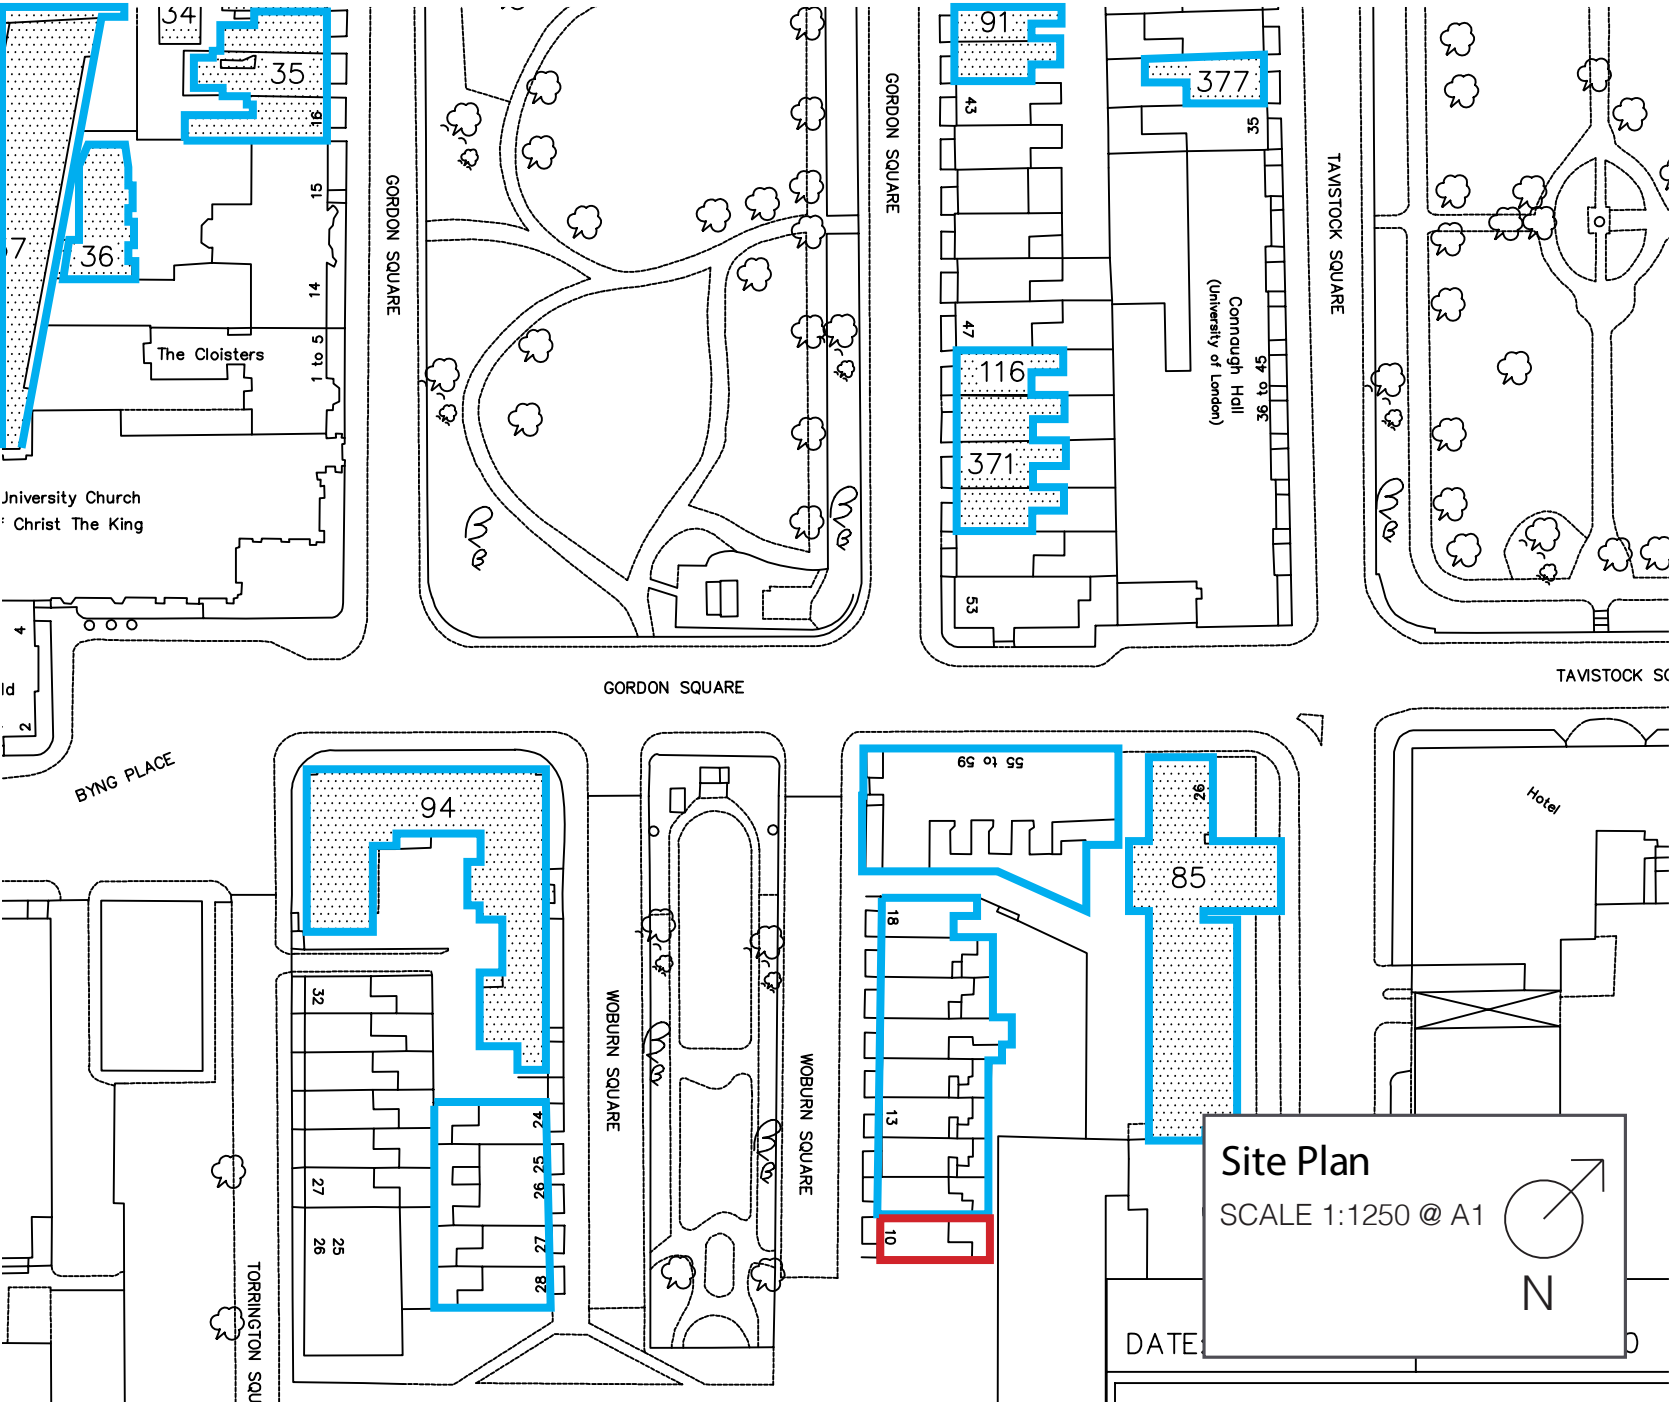 34
35
16
91
377
43
35
GORDON SQUARE
GORDON SQUARE
TAVISTOCK SQUARE
15
7
36
14
The Cloisters
1 to 5
47
116
371
Connaugh Hall
(University of London)
36 to 45
University Church
Christ The King
53
4
2
ld
GORDON SQUARE
TAVISTOCK SQ
BYNG PLACE
55 to 59
26
Hotel
94
85
18
32
WOBURN SQUARE
WOBURN SQUARE
24
13
25
26
27
27
28
10
25
26
TORRINGTON SQU
Site Plan
SCALE 1:1250 @ A1
N
DATE:
0